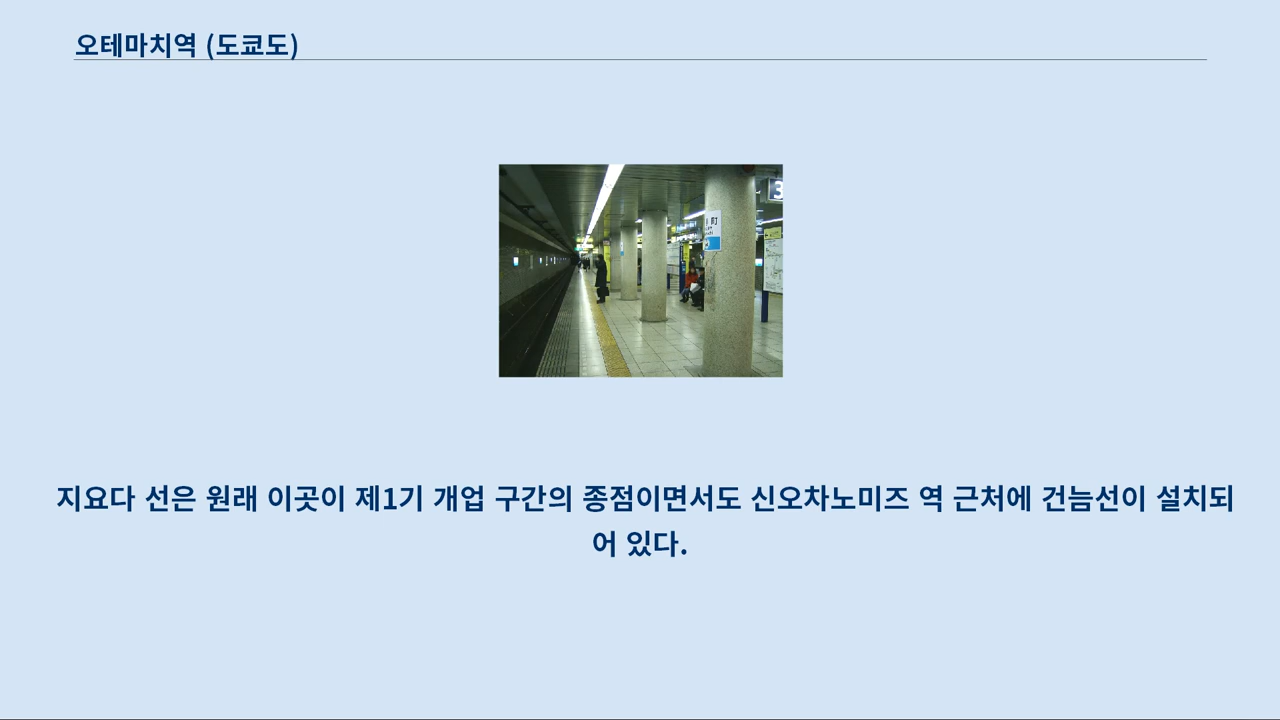 오테마치역 (도쿄도)
3
町
지요다 선은 원래 이곳이 제1기 개업 구간의 종점이면서도 신오차노미즈 역 근처에 건늠선이 설치되
어 있다.